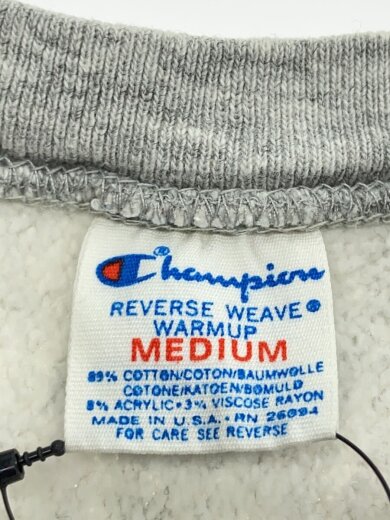 Champion
REVERSE WEAVE®
WARMUP
MEDIUM
89% COTTON/COTON/BAUMWOLLE
COTONE/KATOEN/BOMULD
8% ACRYLIC • 3% VISCOSE RAYON
MADE IN U.S.A. • RN 26094
FOR CARE SEE REVERSE